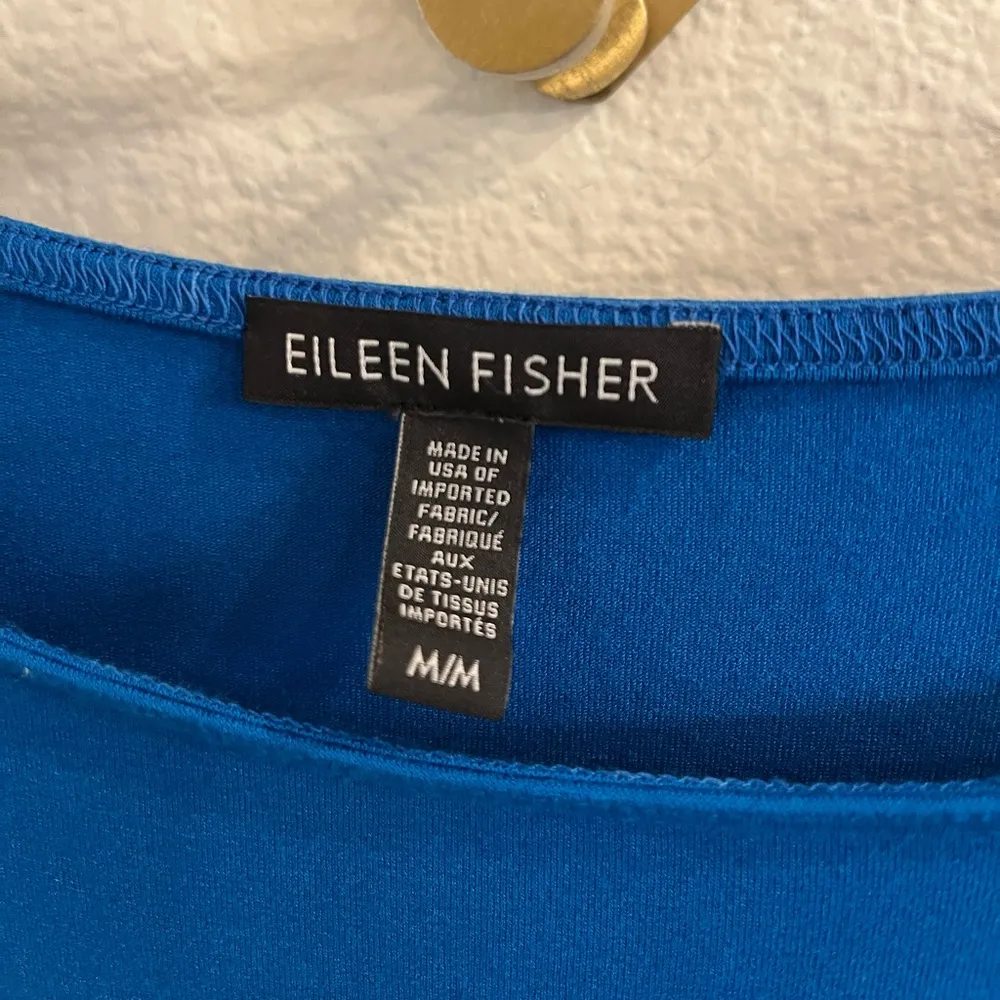 EILEEN FISHER
MADE IN
USA OF
IMPORTED
FABRIC/
FABRIQUÉ
AUX
ETATS-UNIS
DE TISSUS
IMPORTÉS
M/M